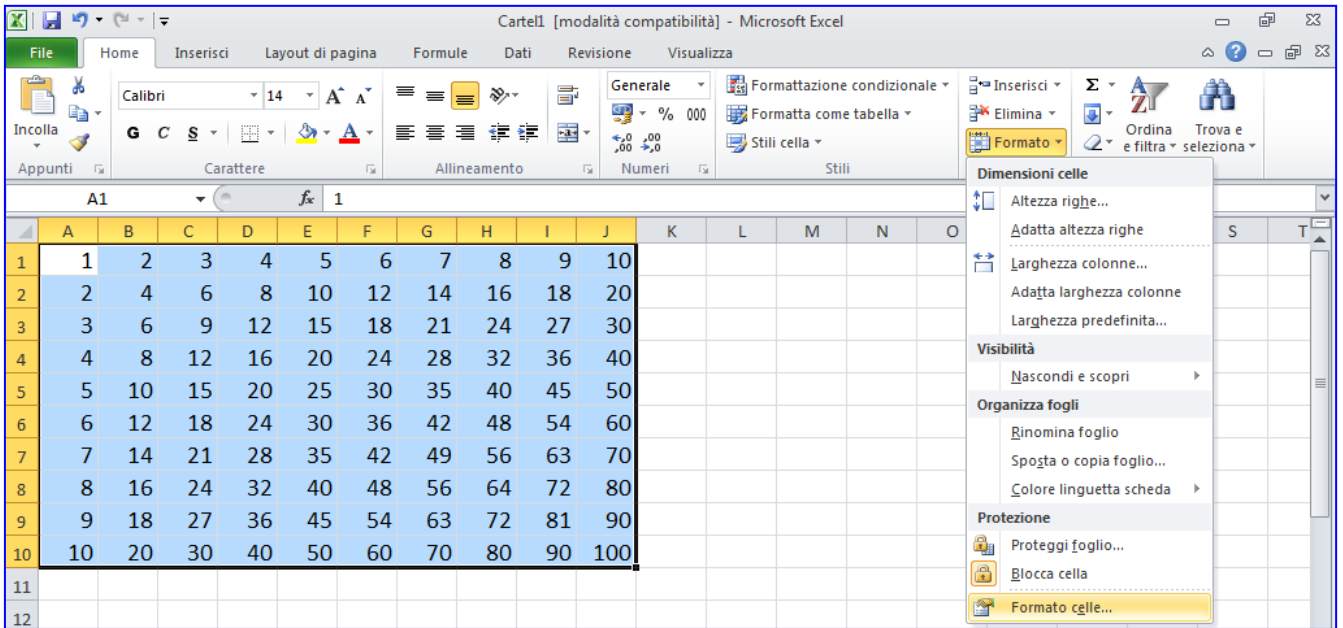 Cartel1 [modalità compatibilità] - Microsoft Excel
File Home Inserisci Layout di pagina Formule Dati Revisione Visualizza
Incolla
Appunti
Calibri 14 A A
G C S A
Carattere
Allineamento
Generale
% 000
,0 ,00
,00 ,0
Numeri
Formattazione condizionale
Formatta come tabella
Stili cella
Stili
Inserisci
Elimina
Formato
Σ
Ordina
e filtra
Trova e
seleziona
A1 fx 1
A B C D E F G H I J K L M N O S T
1 1 2 3 4 5 6 7 8 9 10
2 2 4 6 8 10 12 14 16 18 20
3 3 6 9 12 15 18 21 24 27 30
4 4 8 12 16 20 24 28 32 36 40
5 5 10 15 20 25 30 35 40 45 50
6 6 12 18 24 30 36 42 48 54 60
7 7 14 21 28 35 42 49 56 63 70
8 8 16 24 32 40 48 56 64 72 80
9 9 18 27 36 45 54 63 72 81 90
10 10 20 30 40 50 60 70 80 90 100
11
12
Dimensioni celle
Altezza righe...
Adatta altezza righe
Larghezza colonne...
Adatta larghezza colonne
Larghezza predefinita...
Visibilità
Nascondi e scopri
Organizza fogli
Rinomina foglio
Sposta o copia foglio...
Colore linguetta scheda
Protezione
Proteggi foglio...
Blocca cella
Formato celle...